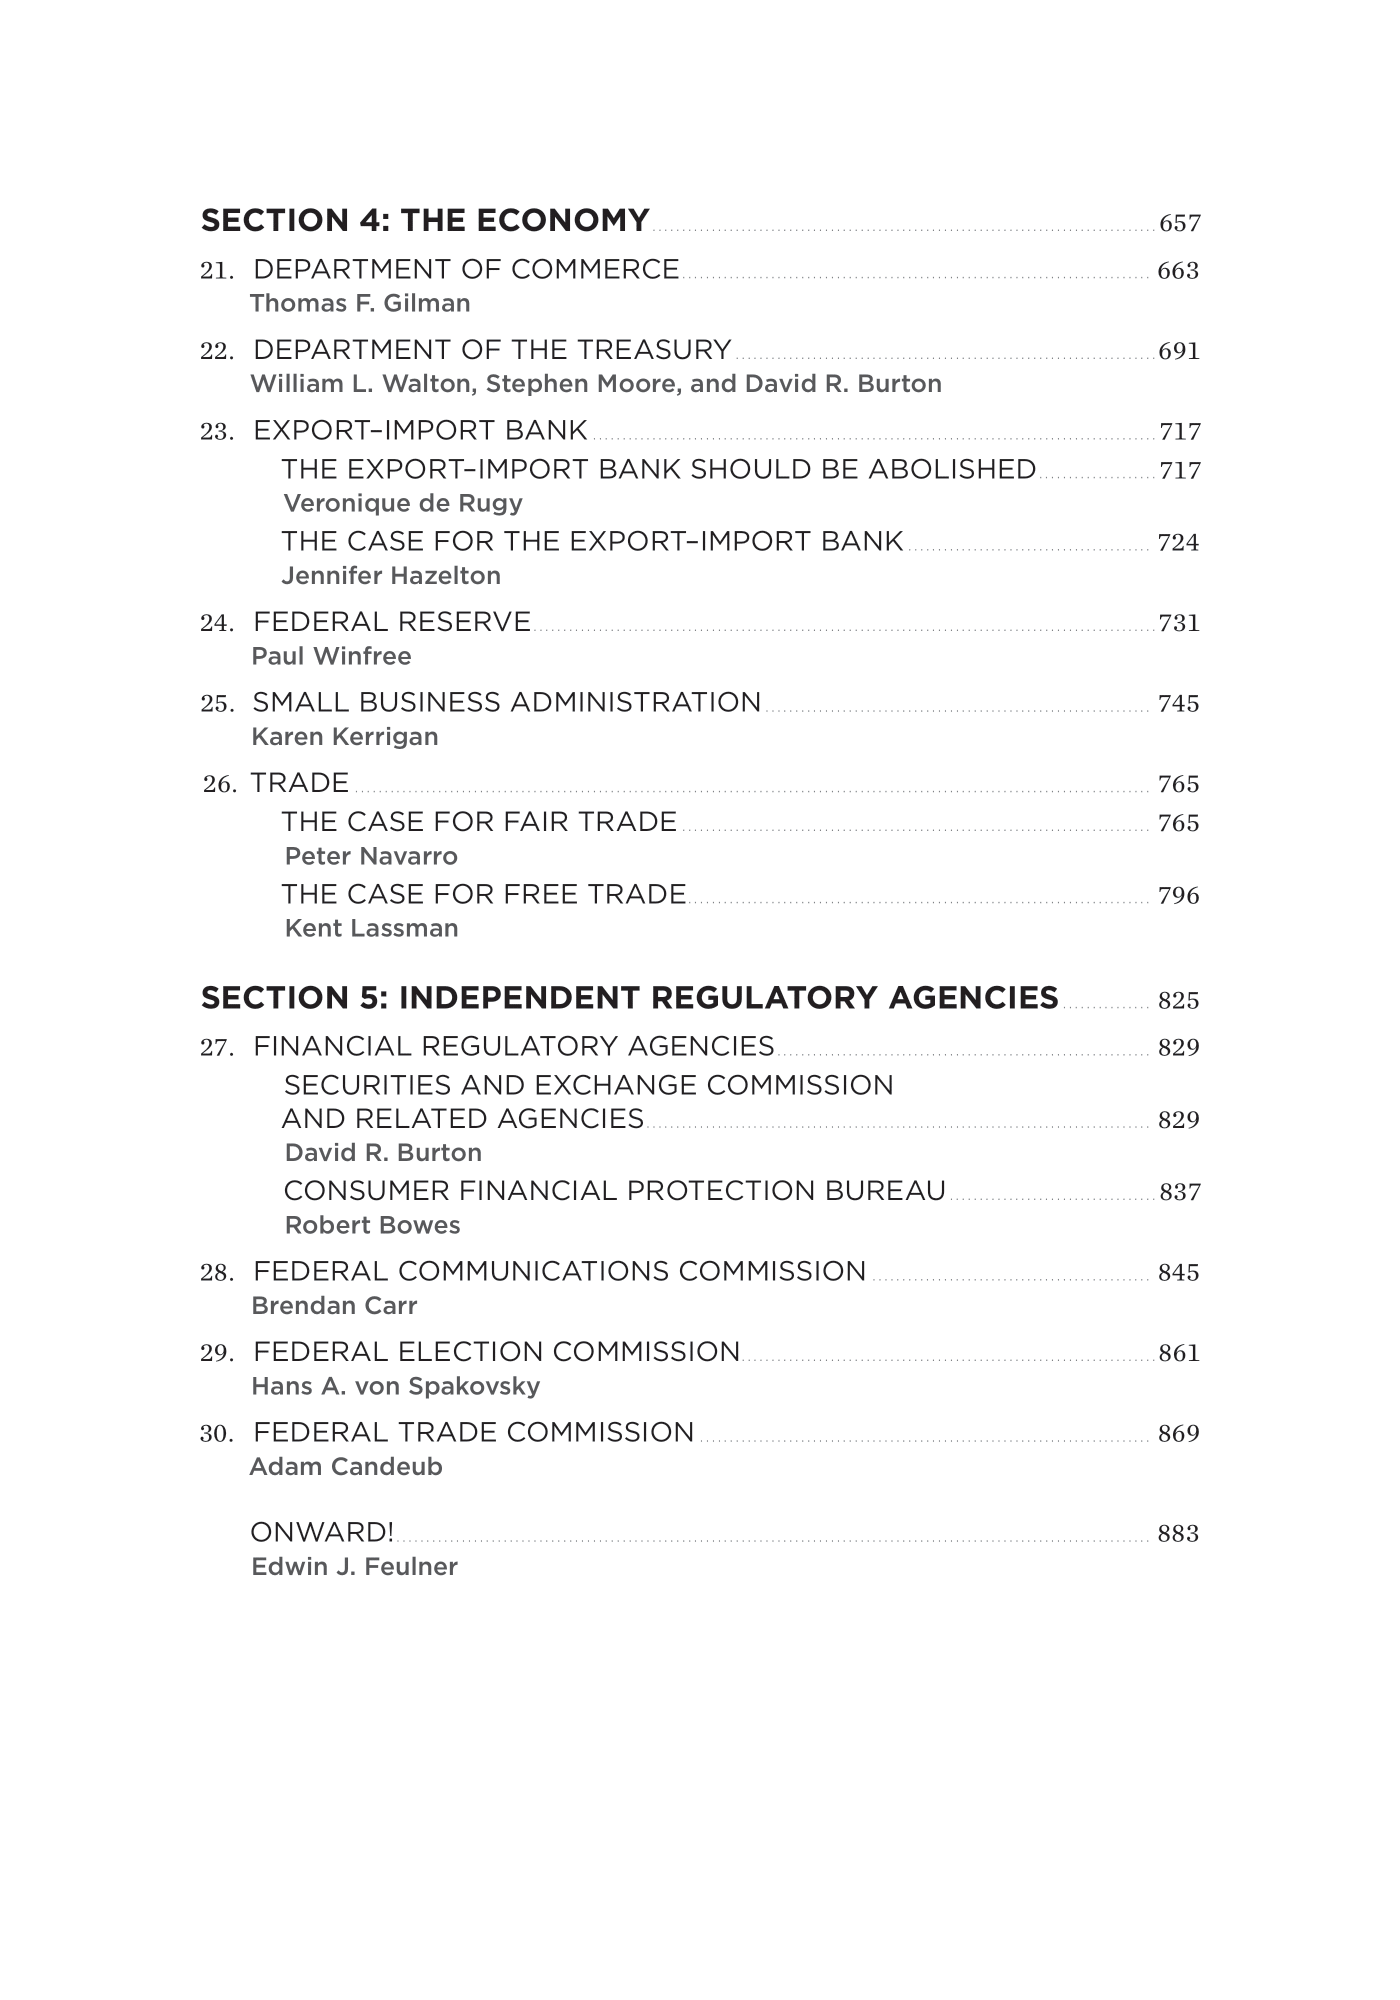 SECTION 4: THE ECONOMY 657
21. DEPARTMENT OF COMMERCE 663
Thomas F. Gilman
22. DEPARTMENT OF THE TREASURY 691
William L. Walton, Stephen Moore, and David R. Burton
23. EXPORT–IMPORT BANK 717
THE EXPORT–IMPORT BANK SHOULD BE ABOLISHED 717
Veronique de Rugy
THE CASE FOR THE EXPORT–IMPORT BANK 724
Jennifer Hazelton
24. FEDERAL RESERVE 731
Paul Winfree
25. SMALL BUSINESS ADMINISTRATION 745
Karen Kerrigan
26. TRADE 765
THE CASE FOR FAIR TRADE 765
Peter Navarro
THE CASE FOR FREE TRADE 796
Kent Lassman
SECTION 5: INDEPENDENT REGULATORY AGENCIES 825
27. FINANCIAL REGULATORY AGENCIES 829
SECURITIES AND EXCHANGE COMMISSION
AND RELATED AGENCIES 829
David R. Burton
CONSUMER FINANCIAL PROTECTION BUREAU 837
Robert Bowes
28. FEDERAL COMMUNICATIONS COMMISSION 845
Brendan Carr
29. FEDERAL ELECTION COMMISSION 861
Hans A. von Spakovsky
30. FEDERAL TRADE COMMISSION 869
Adam Candeub
ONWARD! 883
Edwin J. Feulner